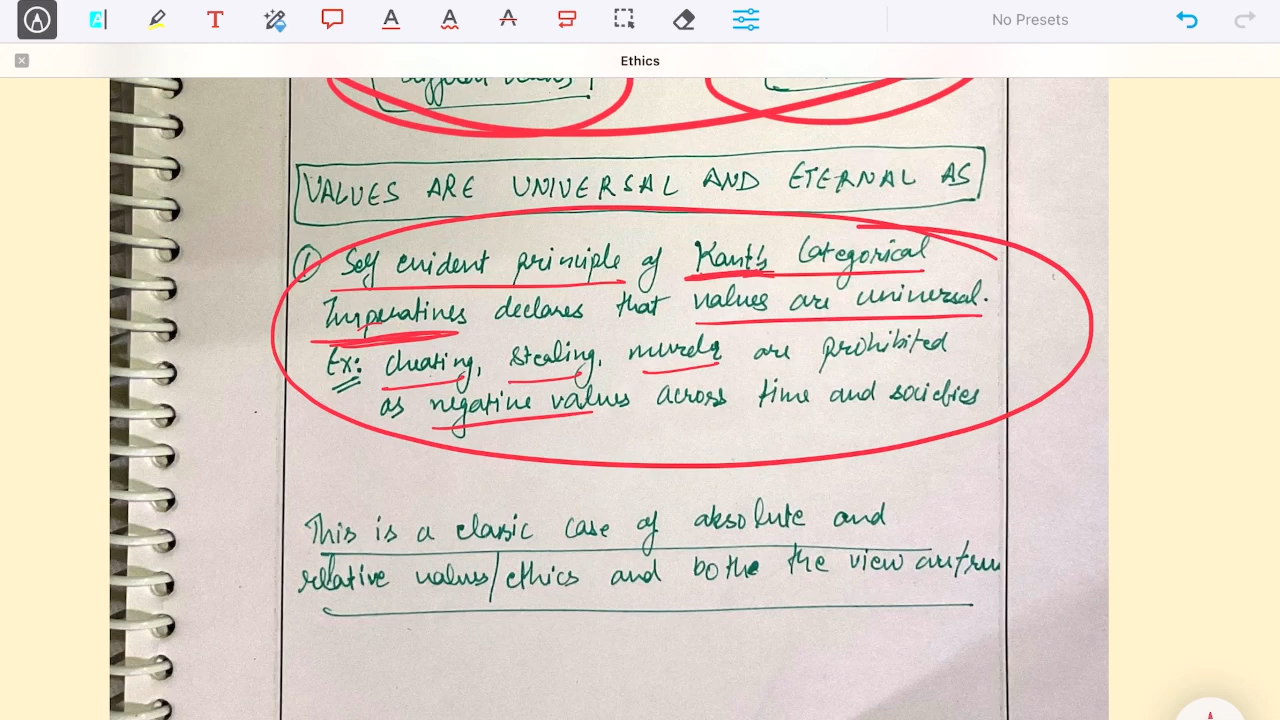 No Presets
Ethics
VALUES ARE UNIVERSAL AND ETERNAL AS
① Self evident principle of Kant's Categorical
Imperatives declares that values are universal.
Ex: cheating, stealing, murder are prohibited
as negative values across time and societies
This is a classic case of absolute and
relative values/ethics and bothe the view are true